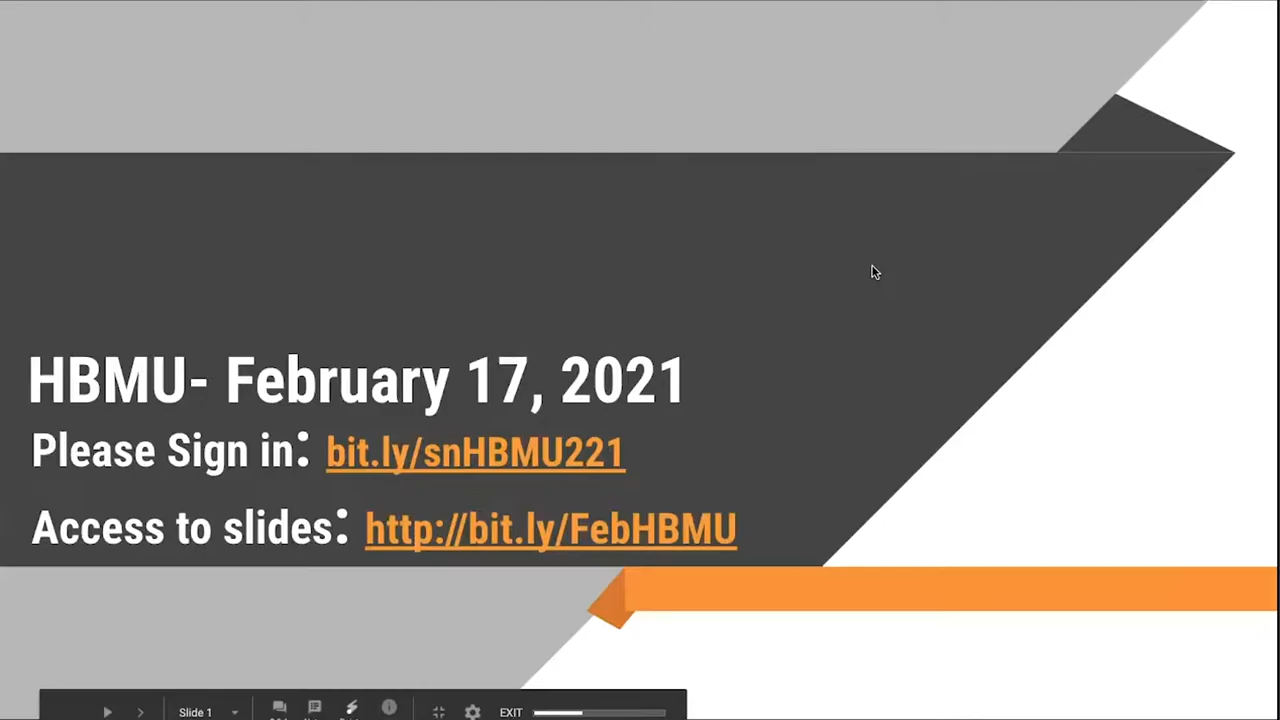 HBMU- February 17, 2021
Please Sign in: bit.ly/snHBMU221
Access to slides: http://bit.ly/FebHBMU
Slide 1
EXIT